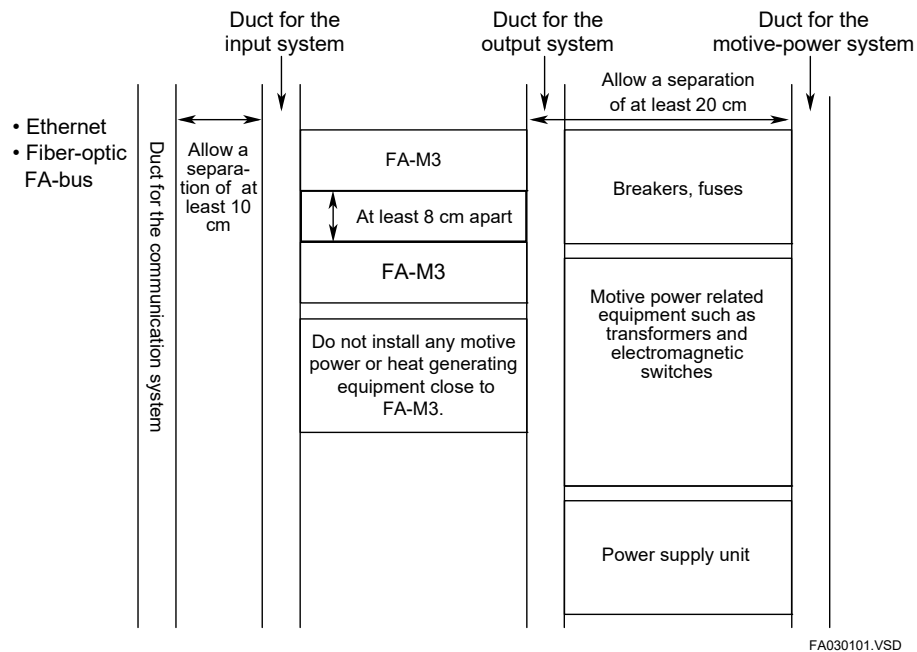 Duct for the
input system
Duct for the
output system
Duct for the
motive-power system
Allow a separation
of at least 20 cm
• Ethernet
• Fiber-optic
FA-bus
Duct for the communication system
Allow a
separa-
tion of at
least 10
cm
FA-M3
At least 8 cm apart
FA-M3
Do not install any motive
power or heat generating
equipment close to
FA-M3.
Breakers, fuses
Motive power related
equipment such as
transformers and
electromagnetic
switches
Power supply unit
FA030101.VSD